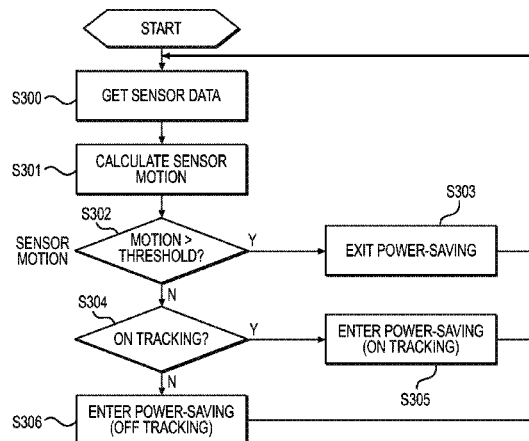 START
S300
GET SENSOR DATA
S301
CALCULATE SENSOR
MOTION
S302
SENSOR
MOTION
MOTION >
THRESHOLD?
Y
S303
EXIT POWER-SAVING
N
S304
ON TRACKING?
Y
ENTER POWER-SAVING
(ON TRACKING)
S305
N
S306
ENTER POWER-SAVING
(OFF TRACKING)